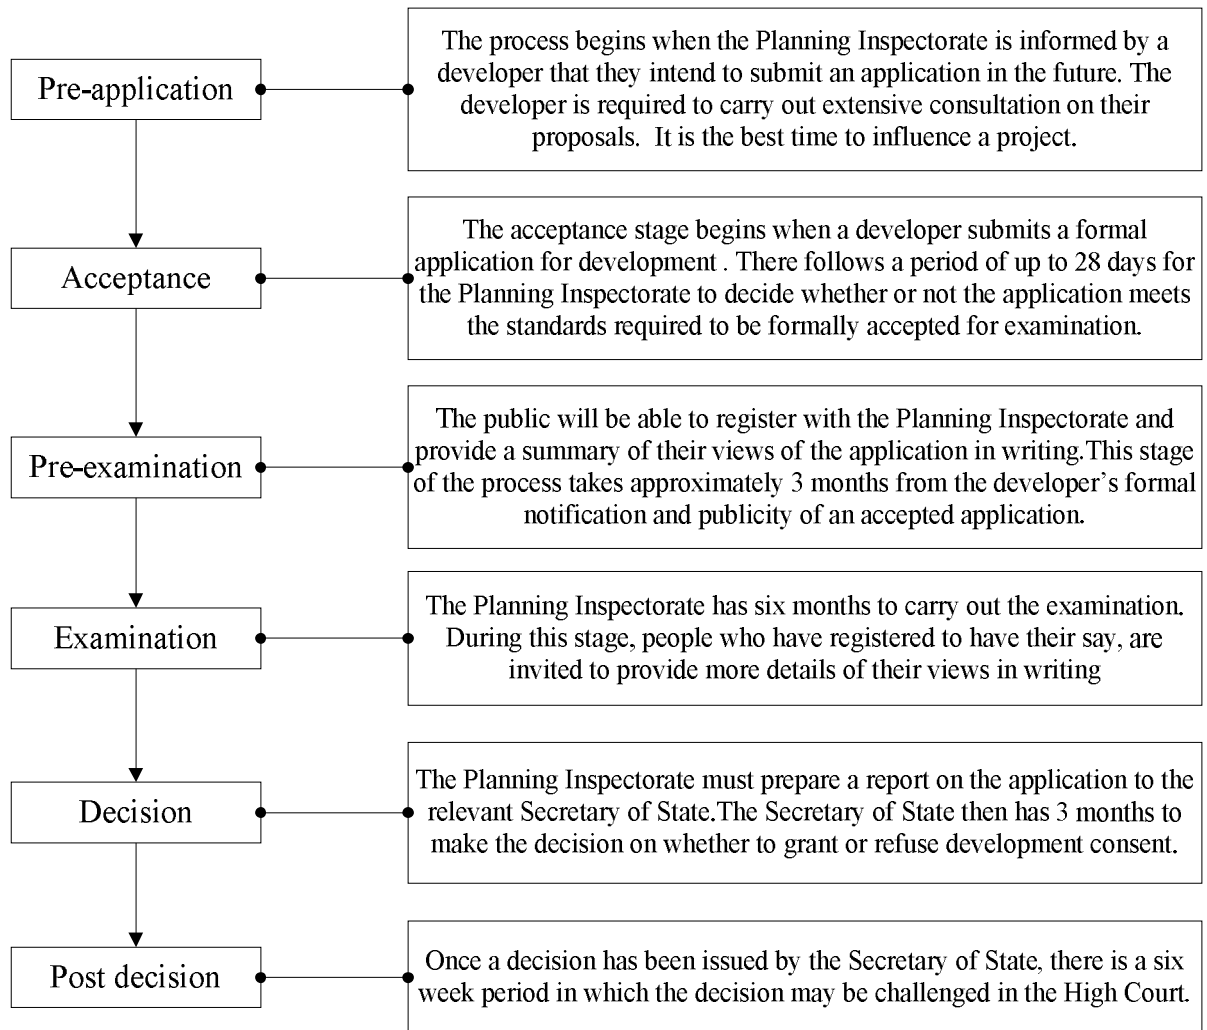 Pre-application
The process begins when the Planning Inspectorate is informed by a
developer that they intend to submit an application in the future. The
developer is required to carry out extensive consultation on their
proposals.  It is the best time to influence a project.
Acceptance
The acceptance stage begins when a developer submits a formal
application for development . There follows a period of up to 28 days for
the Planning Inspectorate to decide whether or not the application meets
the standards required to be formally accepted for examination.
Pre-examination
The public will be able to register with the Planning Inspectorate and
provide a summary of their views of the application in writing.This stage
of the process takes approximately 3 months from the developer’s formal
notification and publicity of an accepted application.
Examination
The Planning Inspectorate has six months to carry out the examination.
During this stage, people who have registered to have their say, are
invited to provide more details of their views in writing
Decision
The Planning Inspectorate must prepare a report on the application to the
relevant Secretary of State.The Secretary of State then has 3 months to
make the decision on whether to grant or refuse development consent.
Post decision
Once a decision has been issued by the Secretary of State, there is a six
week period in which the decision may be challenged in the High Court.